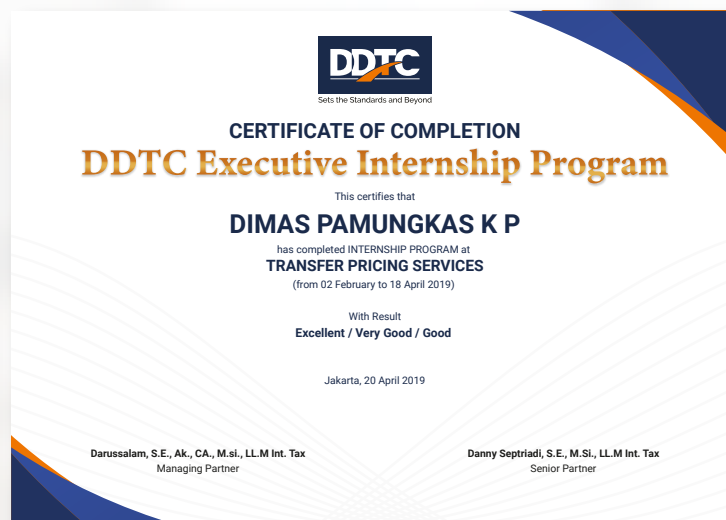 DDTC
Sets the Standards and Beyond
CERTIFICATE OF COMPLETION
DDTC Executive Internship Program
This certifies that
DIMAS PAMUNGKAS K P
has completed INTERNSHIP PROGRAM at
TRANSFER PRICING SERVICES
(from 02 February to 18 April 2019)
With Result
Excellent / Very Good / Good
Jakarta, 20 April 2019
Darussalam, S.E., Ak., CA., M.si., LL.M Int. Tax
Managing Partner
Danny Septriadi, S.E., M.Si., LL.M Int. Tax
Senior Partner